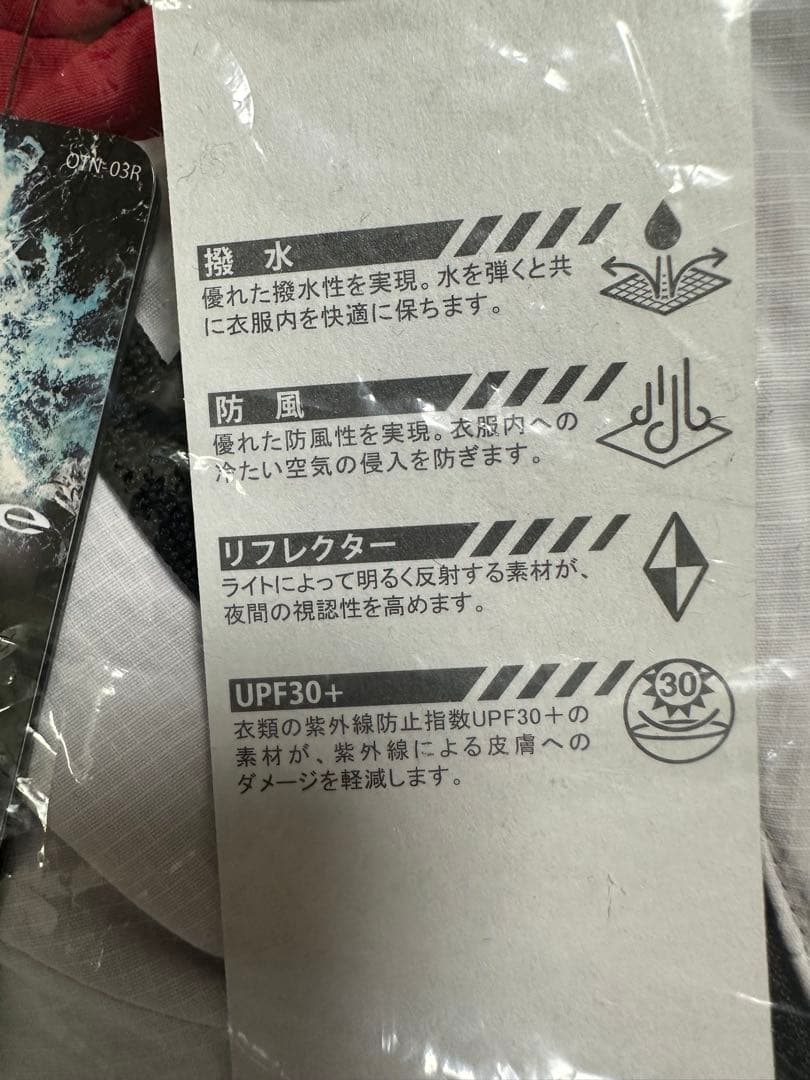 OTN-03R
e
撥 水
優れた撥水性を実現。水を弾くと共
に衣服内を快適に保ちます。
防 風
優れた防風性を実現。衣服内への
冷たい空気の侵入を防ぎます。
リフレクター
ライトによって明るく反射する素材が、
夜間の視認性を高めます。
UPF30+
30
衣類の紫外線防止指数UPF30+の
素材が、紫外線による皮膚への
ダメージを軽減します。